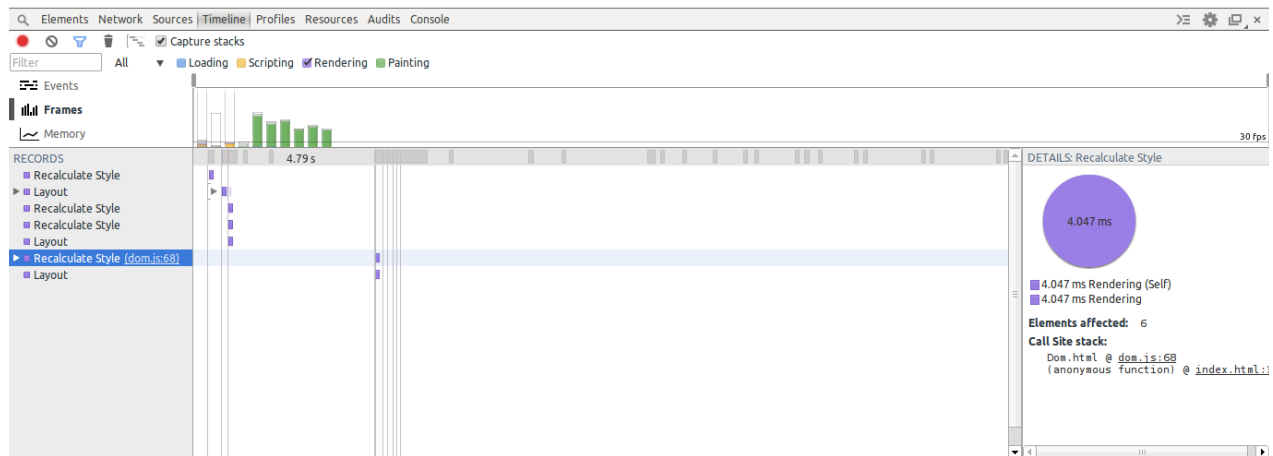 Elements Network Sources Timeline Profiles Resources Audits Console
Capture stacks
Filter All Loading Scripting Rendering Painting
Events
Frames
Memory
30 fps
RECORDS
4.79 s
DETAILS: Recalculate Style
Recalculate Style
Layout
Recalculate Style
Recalculate Style
Layout
Recalculate Style (dom.js:68)
Layout
4.047 ms
4.047 ms Rendering (Self)
4.047 ms Rendering
Elements affected: 6
Call Site stack:
Dom.html @ dom.js:68
(anonymous function) @ index.html: